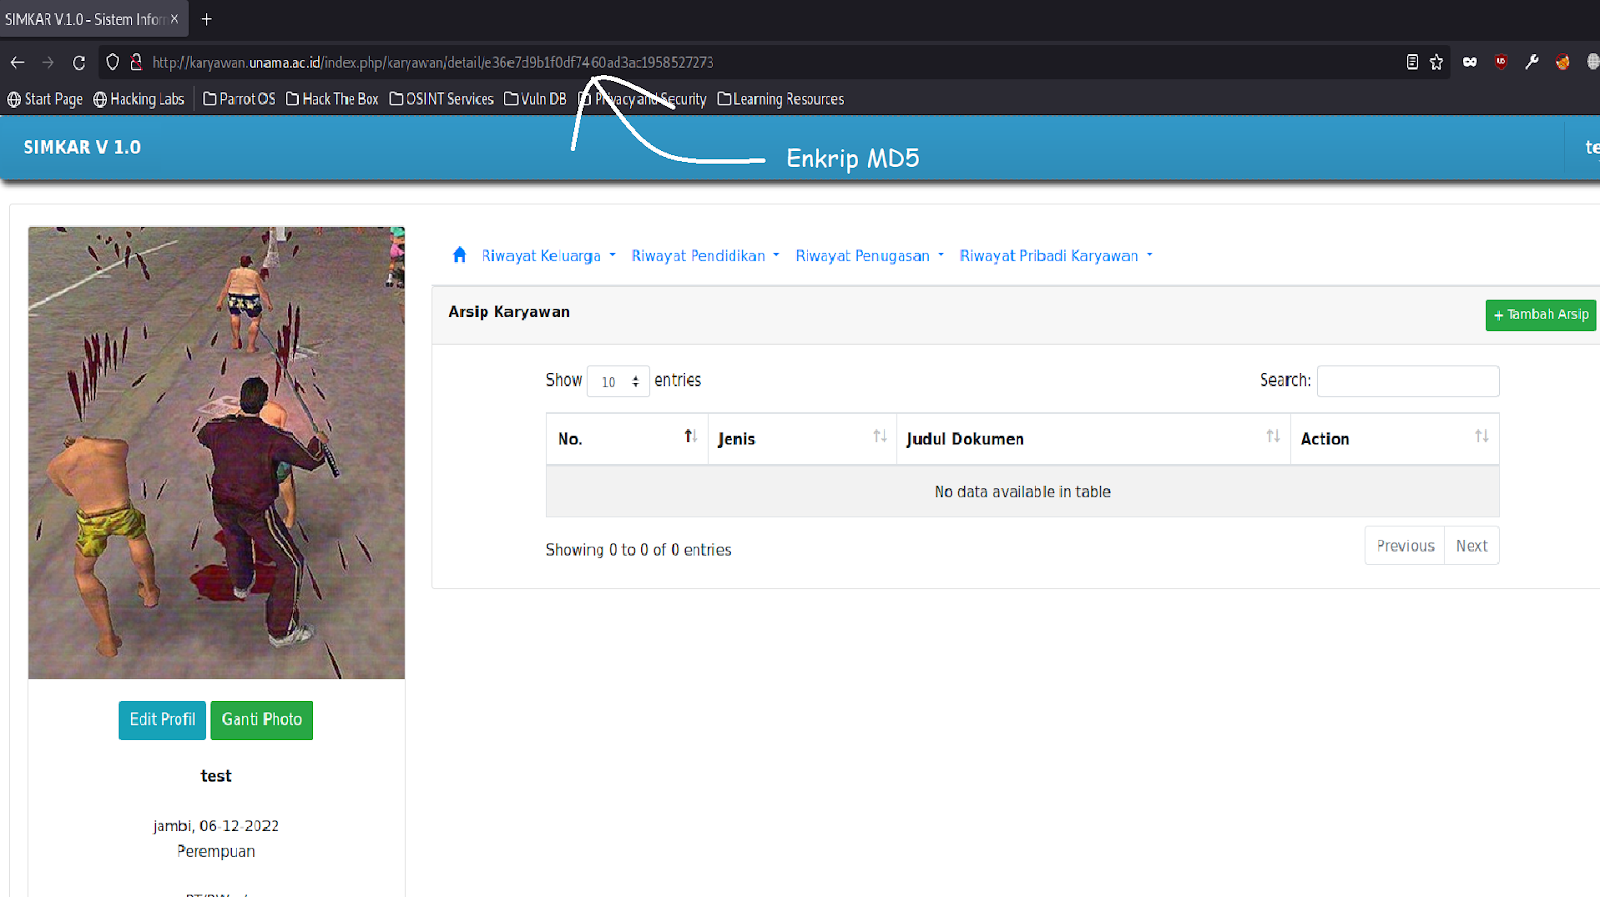 SIMKAR V.1.0 - Sistem Infor
http://karyawan.unama.ac.id/index.php/karyawan/detail/e36e7d9b1f0df7460ad3ac1958527273
Start Page Hacking Labs Parrot OS Hack The Box OSINT Services Vuln DB Privacy and Security Learning Resources
SIMKAR V 1.0
te
Enkrip MD5
Riwayat Keluarga Riwayat Pendidikan Riwayat Penugasan Riwayat Pribadi Karyawan
Arsip Karyawan
+ Tambah Arsip
Show 10 entries
Search:
No. Jenis Judul Dokumen Action
No data available in table
Showing 0 to 0 of 0 entries
Previous Next
Edit Profil Ganti Photo
test
jambi, 06-12-2022
Perempuan